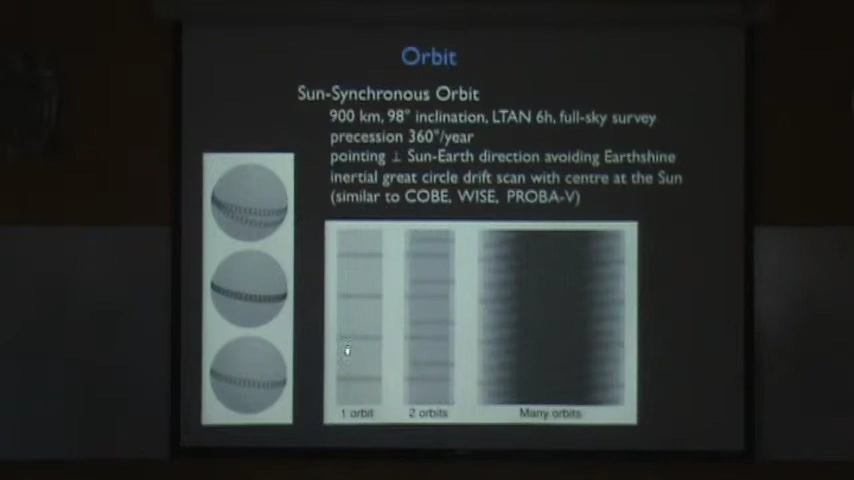 Orbit
Sun-Synchronous Orbit
900 km, 98° inclination, LTAN 6h, full-sky survey
precession 360°/year
pointing ⊥ Sun-Earth direction avoiding Earthshine
inertial great circle drift scan with centre at the Sun
(similar to COBE, WISE, PROBA-V)
1 orbit 2 orbits Many orbits